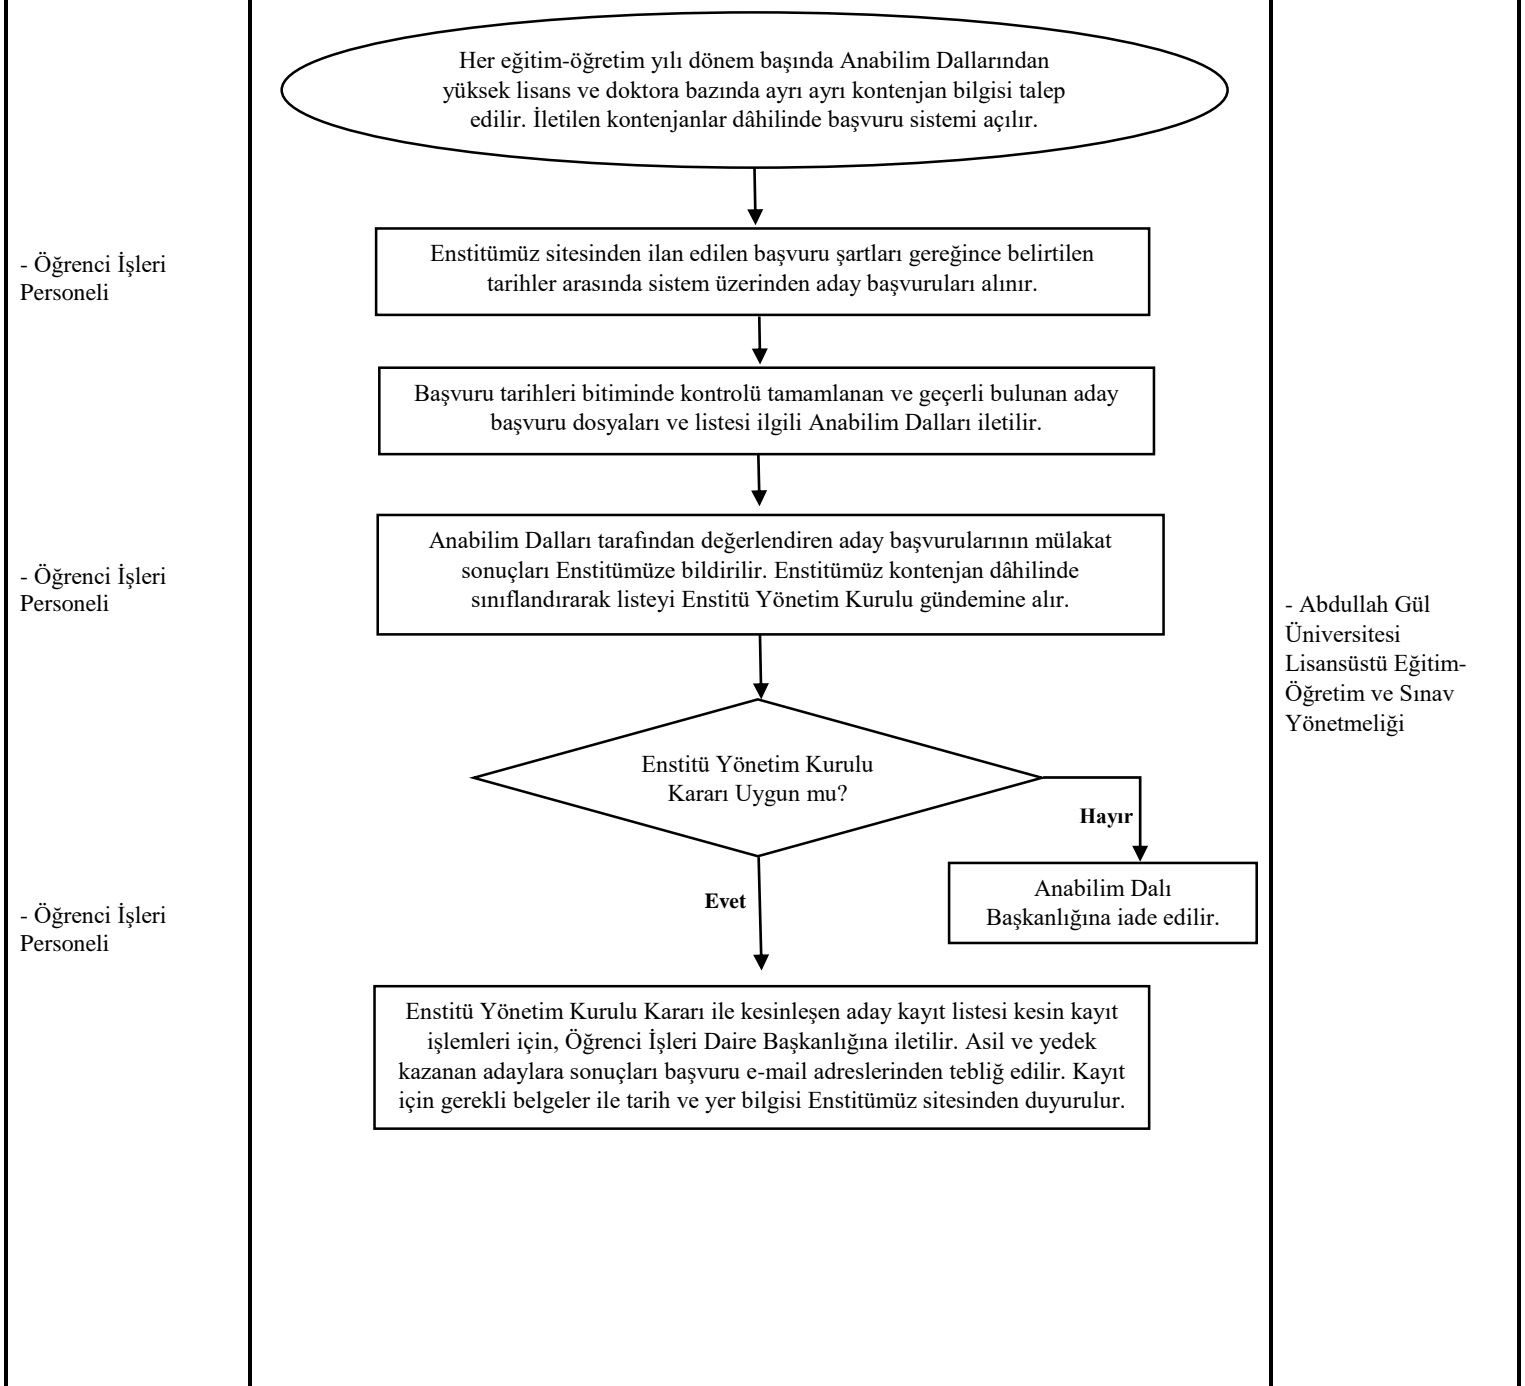 Her eğitim-öğretim yılı dönem başında Anabilim Dallarından
yüksek lisans ve doktora bazında ayrı ayrı kontenjan bilgisi talep
edilir. İletilen kontenjanlar dâhilinde başvuru sistemi açılır.
- Öğrenci İşleri
Personeli
Enstitümüz sitesinden ilan edilen başvuru şartları gereğince belirtilen
tarihler arasında sistem üzerinden aday başvuruları alınır.
Başvuru tarihleri bitiminde kontrolü tamamlanan ve geçerli bulunan aday
başvuru dosyaları ve listesi ilgili Anabilim Dalları iletilir.
- Öğrenci İşleri
Personeli
Anabilim Dalları tarafından değerlendiren aday başvurularının mülakat
sonuçları Enstitümüze bildirilir. Enstitümüz kontenjan dâhilinde
sınıflandırarak listeyi Enstitü Yönetim Kurulu gündemine alır.
- Abdullah Gül
Üniversitesi
Lisansüstü Eğitim-
Öğretim ve Sınav
Yönetmeliği
Enstitü Yönetim Kurulu
Kararı Uygun mu?
Hayır
Anabilim Dalı
Başkanlığına iade edilir.
Evet
- Öğrenci İşleri
Personeli
Enstitü Yönetim Kurulu Kararı ile kesinleşen aday kayıt listesi kesin kayıt
işlemleri için, Öğrenci İşleri Daire Başkanlığına iletilir. Asil ve yedek
kazanan adaylara sonuçları başvuru e-mail adreslerinden tebliğ edilir. Kayıt
için gerekli belgeler ile tarih ve yer bilgisi Enstitümüz sitesinden duyurulur.